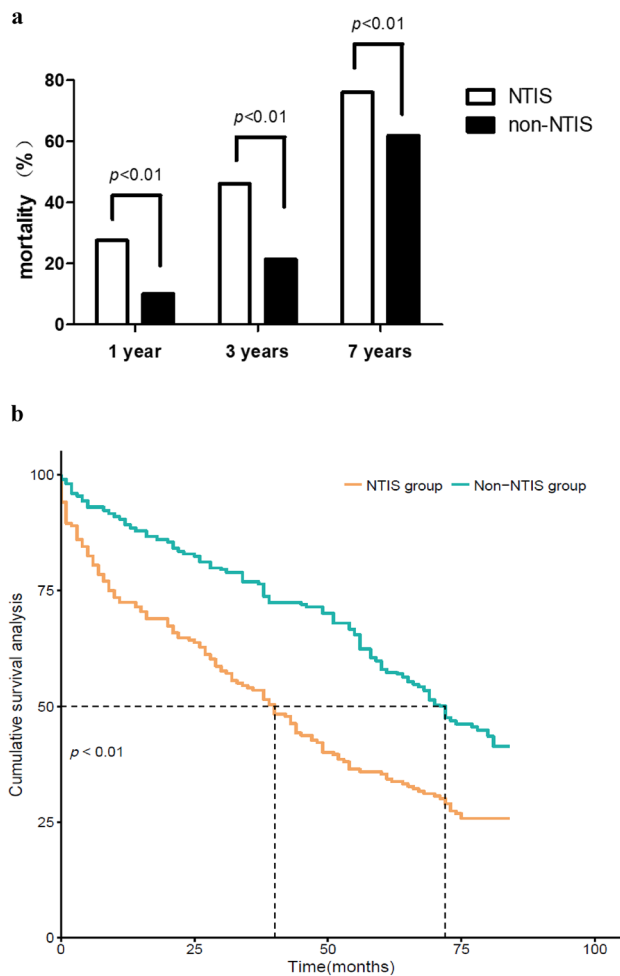 a
p<0.01
p<0.01
p<0.01
80
60
40
20
0
mortality (%)
NTIS
non-NTIS
1 year
3 years
7 years
b
100
75
50
25
0
Cumulative survival analysis
NTIS group
Non−NTIS group
p < 0.01
0
25
50
75
100
Time(months)